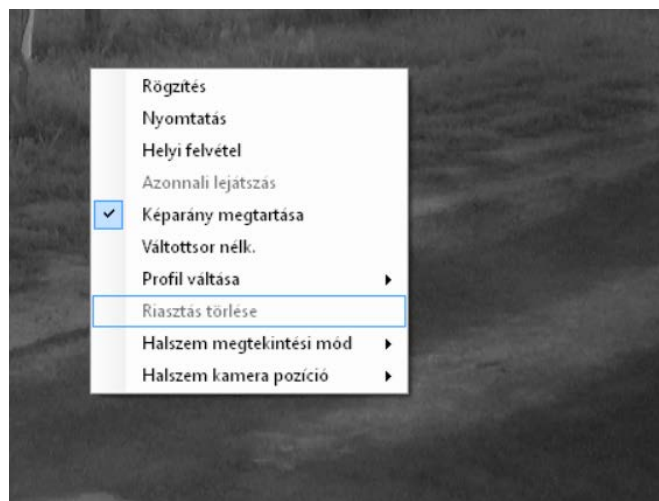 Rögzítés
Nyomtatás
Helyi felvétel
Azonnali lejátszás
Képarány megtartása
Váltottsor nélk.
Profil váltása
Riasztás törlése
Halszem megtekintési mód
Halszem kamera pozíció